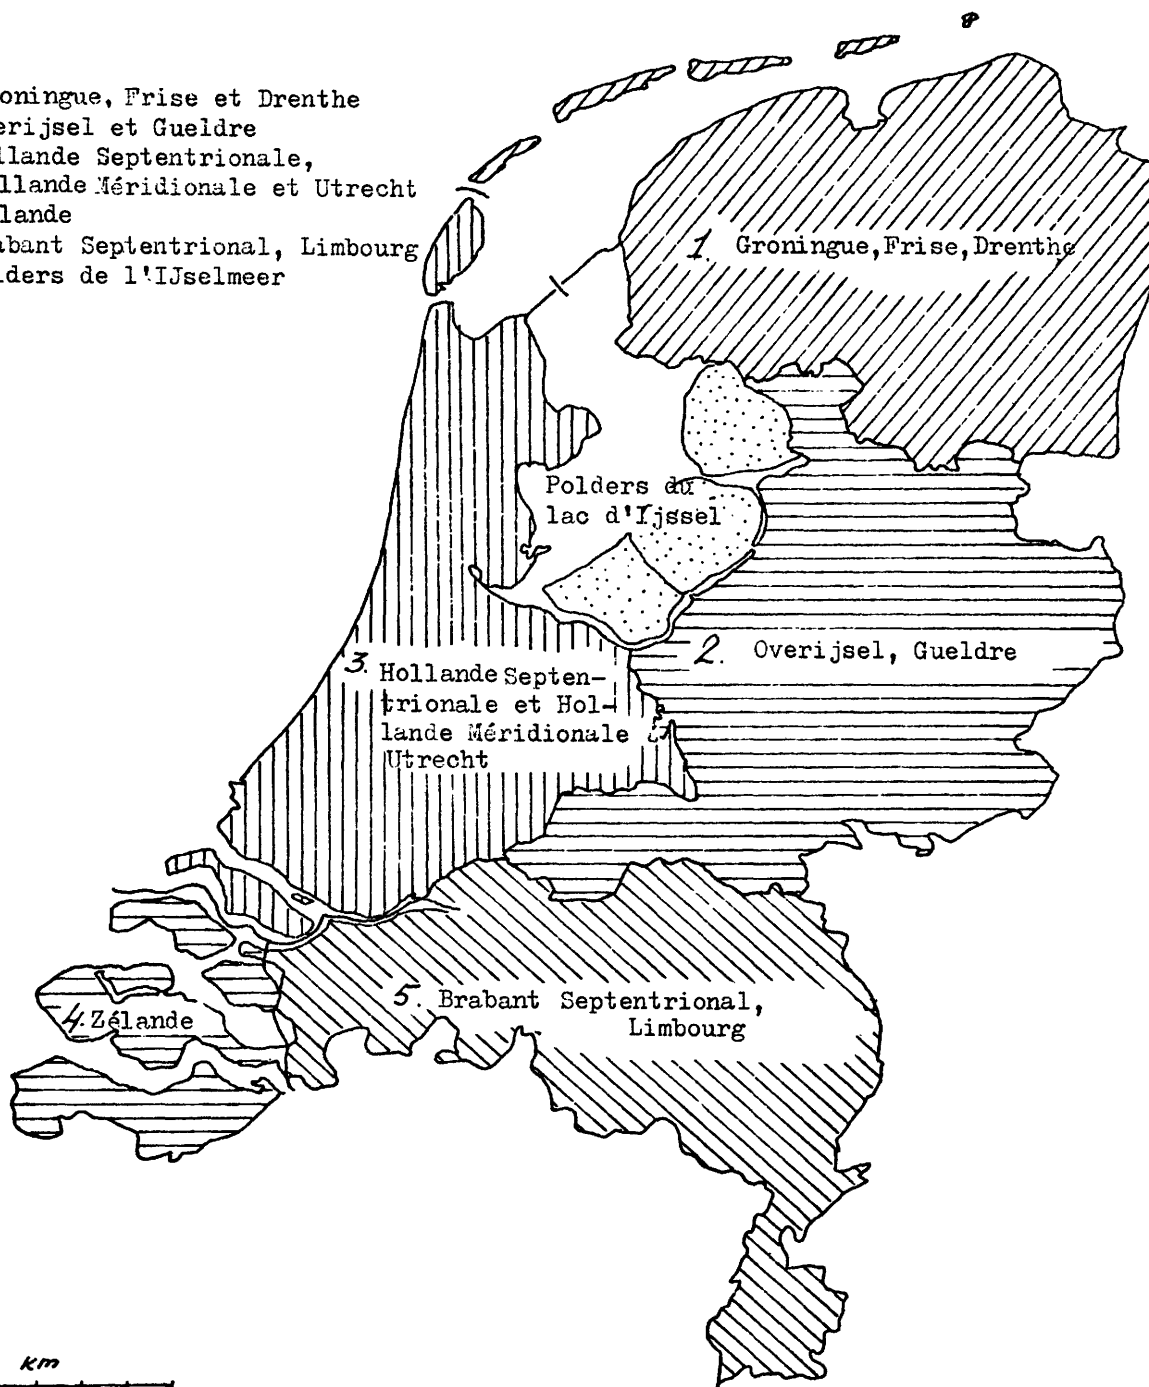 oningue, Frise et Drenthe
erijsel et Gueldre
llande Septentrionale,
llande Méridionale et Utrecht
lande
abant Septentrional, Limbourg
lders de l'IJselmeer
1. Groningue, Frise, Drenthe
Polders du
lac d'Ijssel
2. Overijsel, Gueldre
3. Hollande Septen-
trionale et Hol-
lande Méridionale
Utrecht
4. Zélande
5. Brabant Septentrional,
Limbourg
km